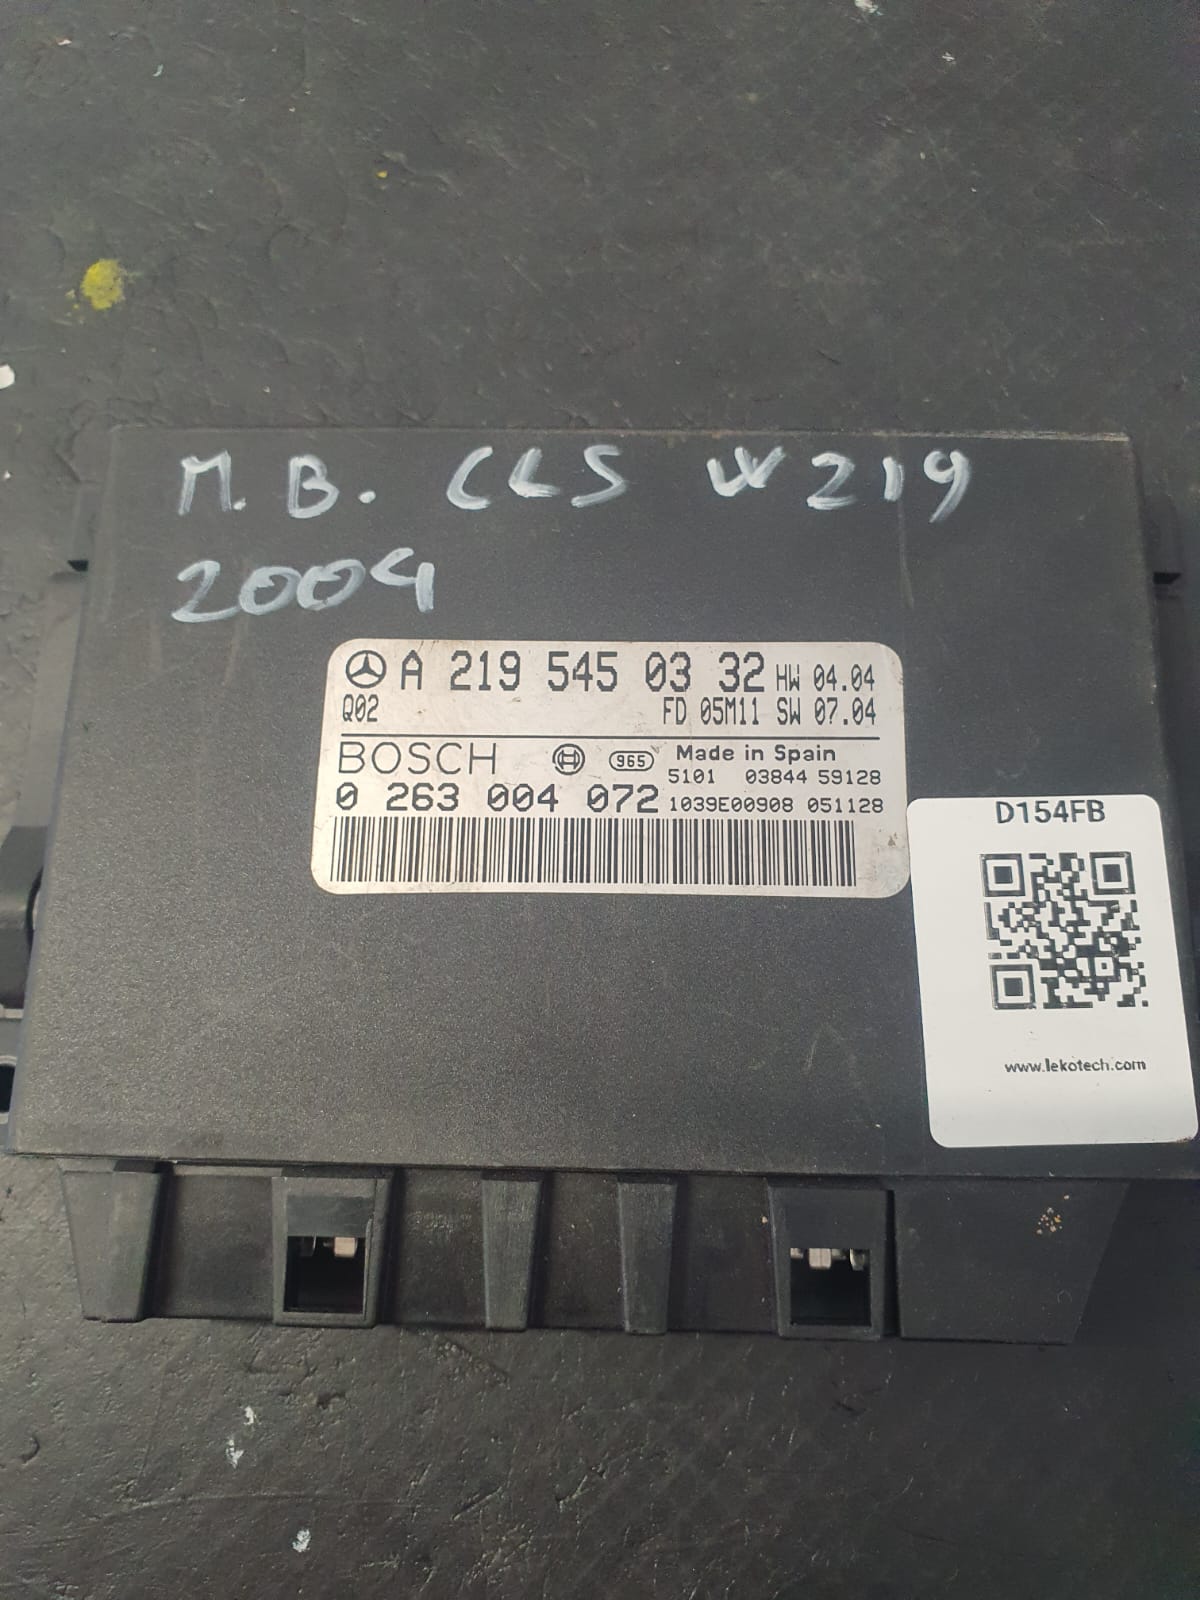 M.B. CLS W219
2004
A 219 545 03 32 HW 04.04
Q02 FD 05M11 SW 07.04
BOSCH 965 Made in Spain
5101 03844 59128
0 263 004 072 1039E00908 051128
D154FB
www.lekotech.com